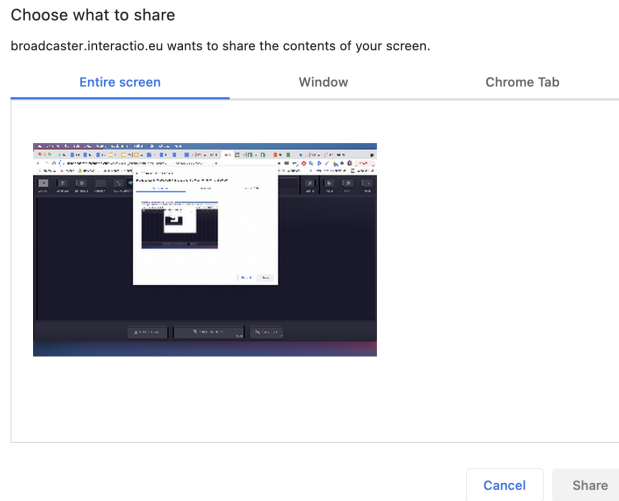 Choose what to share
broadcaster.interactio.eu wants to share the contents of your screen.
Entire screen
Window
Chrome Tab
Cancel
Share